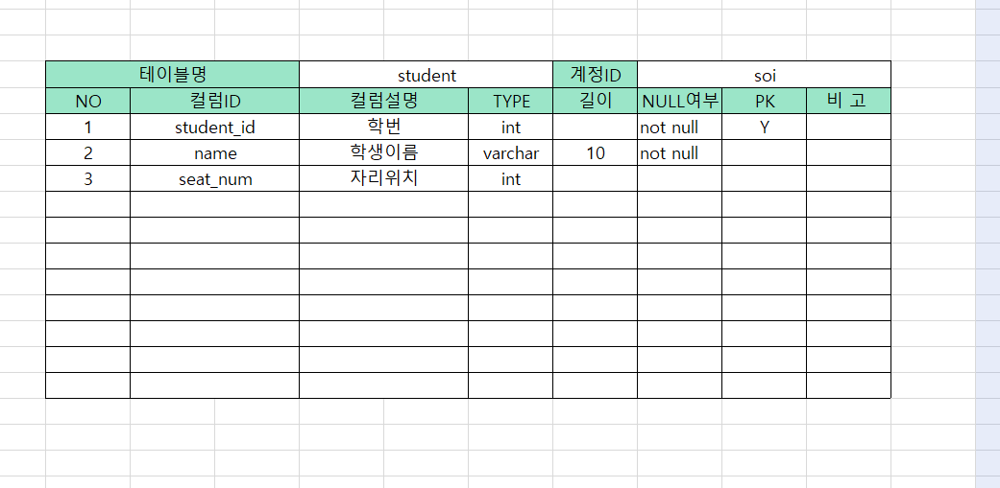 테이블명 student 계정ID soi
NO 컬럼ID 컬럼설명 TYPE 길이 NULL여부 PK 비 고
1 student_id 학번 int not null Y
2 name 학생이름 varchar 10 not null
3 seat_num 자리위치 int